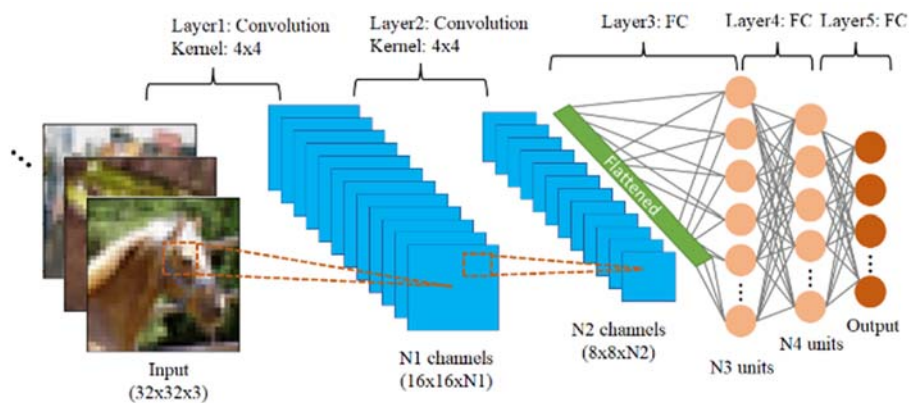 Layer1: Convolution
Kernel: 4x4
Layer2: Convolution
Kernel: 4x4
Layer3: FC
Layer4: FC
Layer5: FC
Flattened
Input
(32x32x3)
N1 channels
(16x16xN1)
N2 channels
(8x8xN2)
N3 units
N4 units
Output